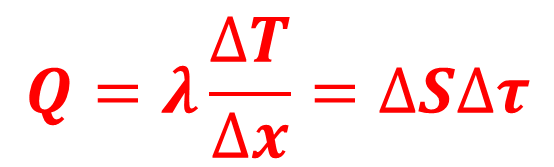 Q = λ ΔT/Δx = ΔSΔτ